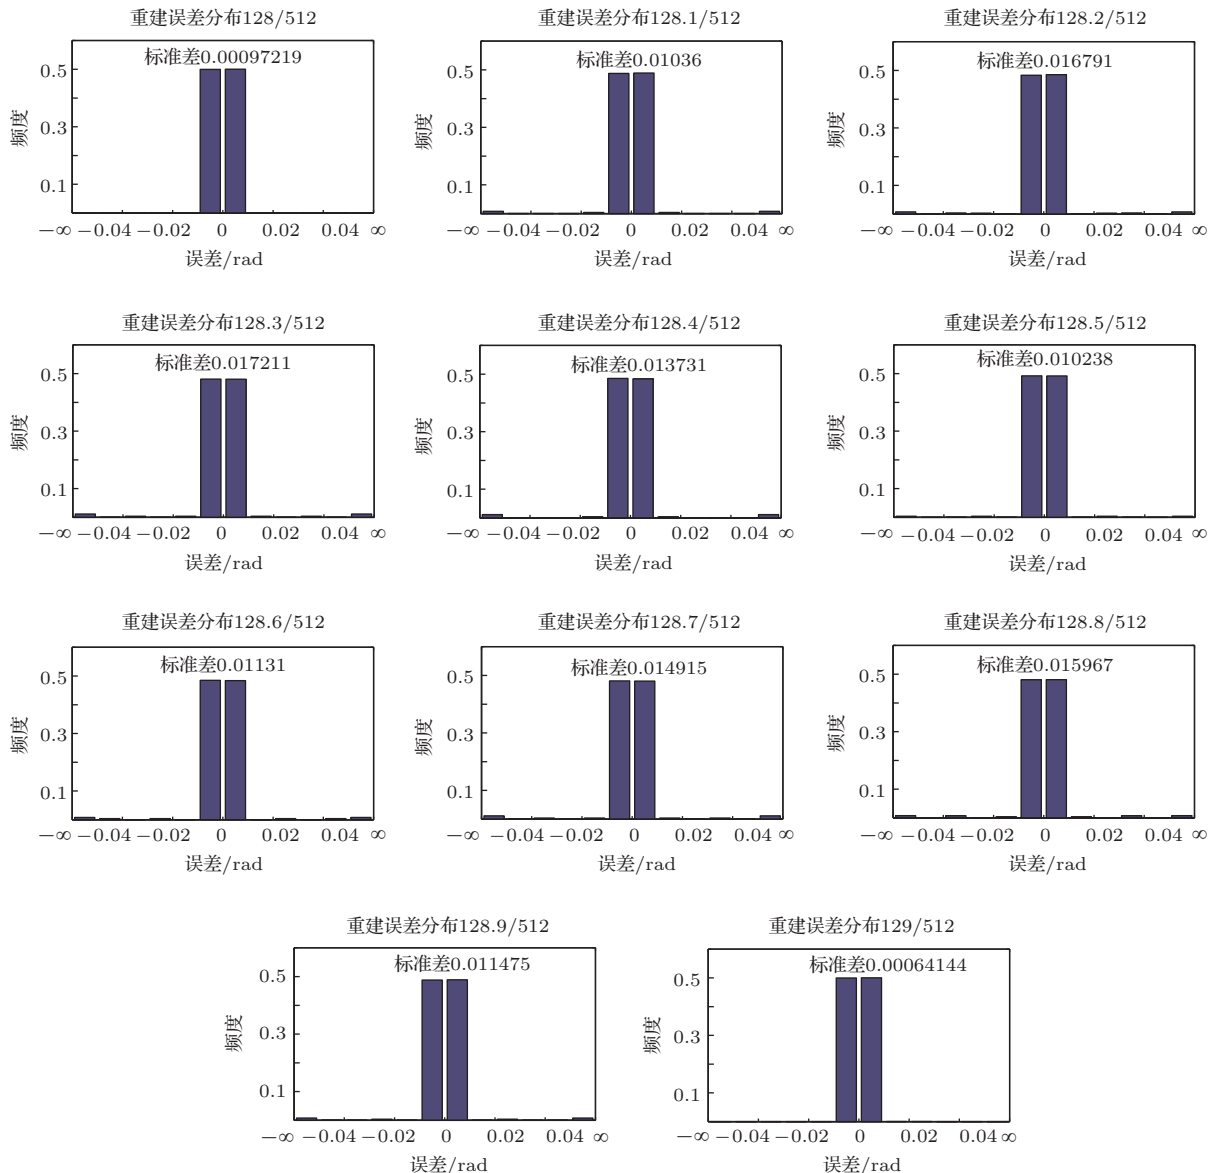 重建误差分布128/512
标准差0.00097219
0.5
0.3
0.1
频度
−∞ −0.04 −0.02 0 0.02 0.04 ∞
误差/rad
重建误差分布128.1/512
标准差0.01036
0.5
0.3
0.1
频度
−∞ −0.04 −0.02 0 0.02 0.04 ∞
误差/rad
重建误差分布128.2/512
标准差0.016791
0.5
0.3
0.1
频度
−∞ −0.04 −0.02 0 0.02 0.04 ∞
误差/rad
重建误差分布128.3/512
标准差0.017211
0.5
0.3
0.1
频度
−∞ −0.04 −0.02 0 0.02 0.04 ∞
误差/rad
重建误差分布128.4/512
标准差0.013731
0.5
0.3
0.1
频度
−∞ −0.04 −0.02 0 0.02 0.04 ∞
误差/rad
重建误差分布128.5/512
标准差0.010238
0.5
0.3
0.1
频度
−∞ −0.04 −0.02 0 0.02 0.04 ∞
误差/rad
重建误差分布128.6/512
标准差0.01131
0.5
0.3
0.1
频度
−∞ −0.04 −0.02 0 0.02 0.04 ∞
误差/rad
重建误差分布128.7/512
标准差0.014915
0.5
0.3
0.1
频度
−∞ −0.04 −0.02 0 0.02 0.04 ∞
误差/rad
重建误差分布128.8/512
标准差0.015967
0.5
0.3
0.1
频度
−∞ −0.04 −0.02 0 0.02 0.04 ∞
误差/rad
重建误差分布128.9/512
标准差0.011475
0.5
0.3
0.1
频度
−∞ −0.04 −0.02 0 0.02 0.04 ∞
误差/rad
重建误差分布129/512
标准差0.00064144
0.5
0.3
0.1
频度
−∞ −0.04 −0.02 0 0.02 0.04 ∞
误差/rad